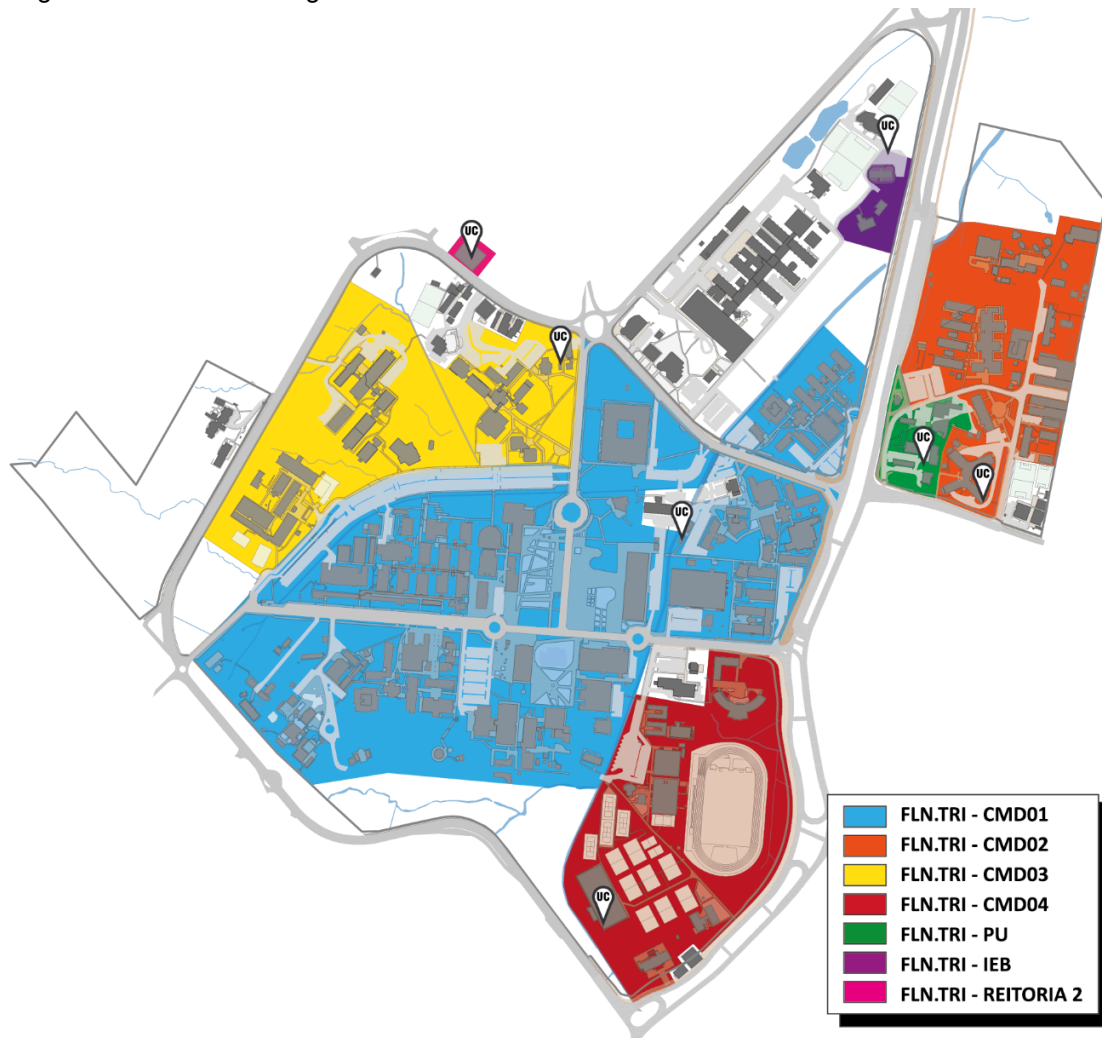 UC
UC
UC
UC
UC
UC
UC
FLN.TRI - CMD01
FLN.TRI - CMD02
FLN.TRI - CMD03
FLN.TRI - CMD04
FLN.TRI - PU
FLN.TRI - IEB
FLN.TRI - REITORIA 2